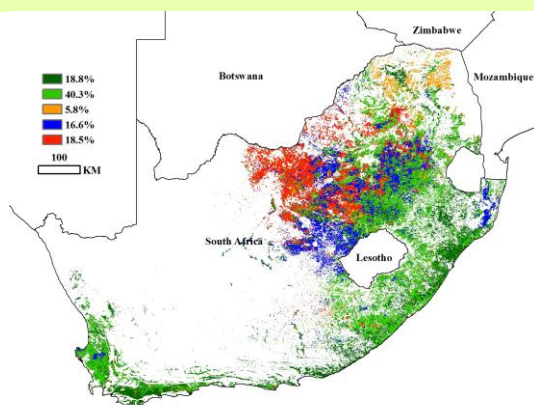 Zimbabwe
Botswana
Mozambique
18.8%
40.3%
5.8%
16.6%
18.5%
100
KM
South Africa
Lesotho